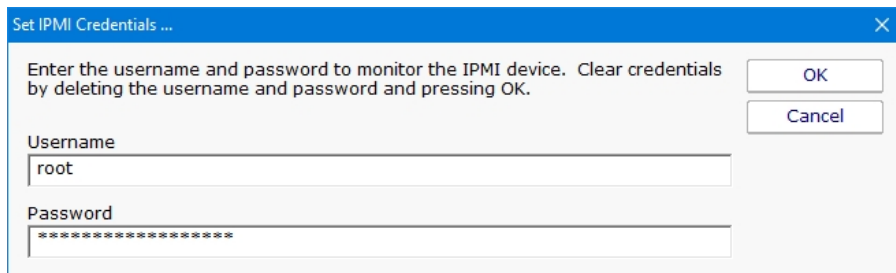 Set IPMI Credentials ...
Enter the username and password to monitor the IPMI device.  Clear credentials
by deleting the username and password and pressing OK.
OK
Cancel
Username
root
Password
******************